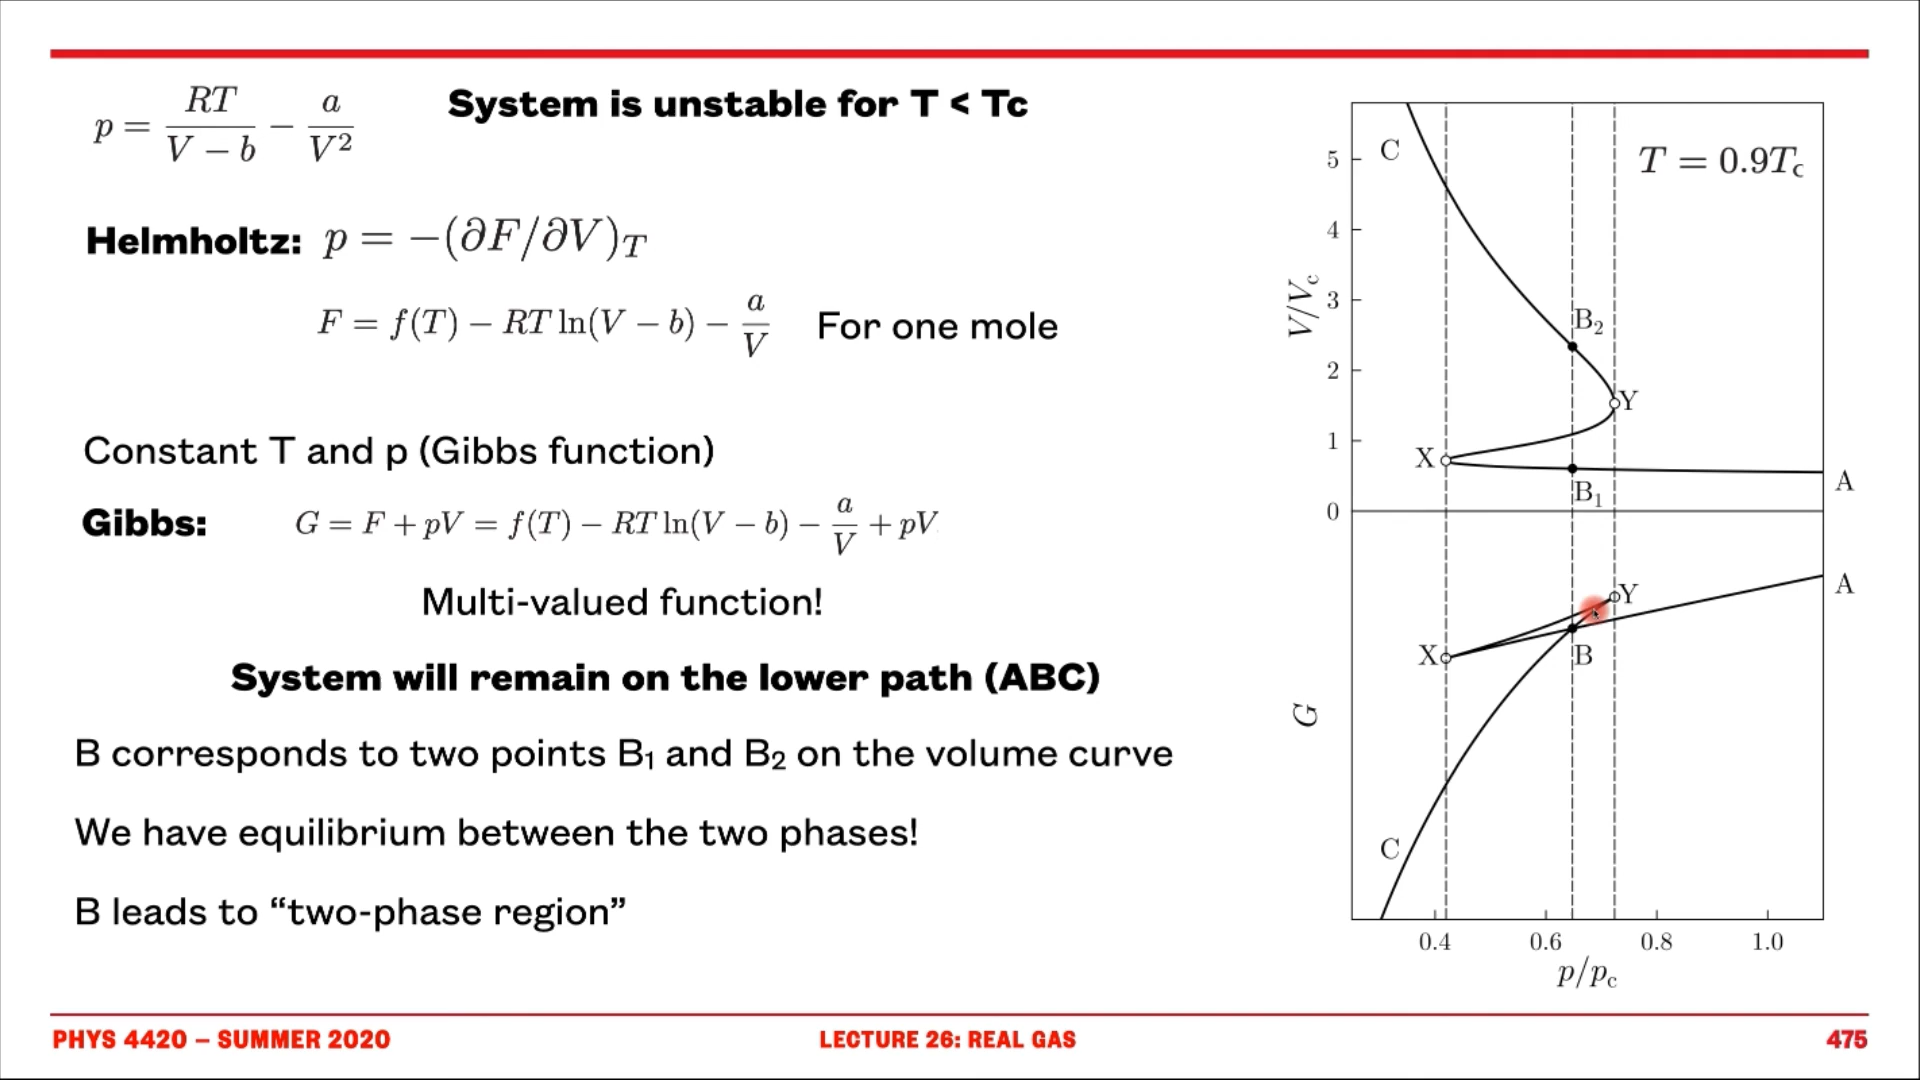 p = RT/(V − b) − a/V²
System is unstable for T < Tc
Helmholtz: p = −(∂F/∂V)_T
F = f(T) − RT ln(V − b) − a/V
For one mole
Constant T and p (Gibbs function)
Gibbs: G = F + pV = f(T) − RT ln(V − b) − a/V + pV
Multi-valued function!
System will remain on the lower path (ABC)
B corresponds to two points B₁ and B₂ on the volume curve
We have equilibrium between the two phases!
B leads to “two-phase region”
T = 0.9T_c
C
5
4
V/V_c
3
B₂
2
Y
1
X
A
B₁
0
A
Y
X
B
G
C
0.4 0.6 0.8 1.0
p/p_c
PHYS 4420 – SUMMER 2020
LECTURE 26: REAL GAS
475